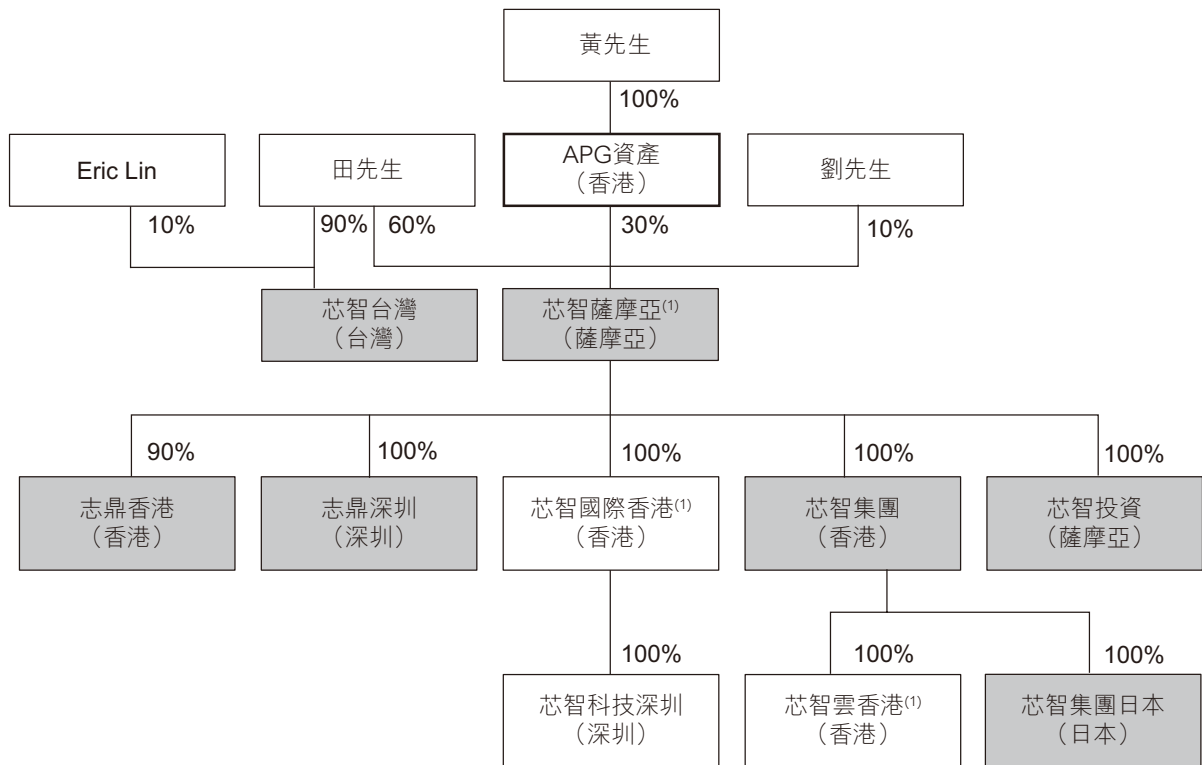 黃先生
100%
Eric Lin
田先生
APG資產
（香港）
劉先生
10%
90%
60%
30%
10%
芯智台灣
（台灣）
芯智薩摩亞(1)
（薩摩亞）
90%
100%
100%
100%
100%
志鼎香港
（香港）
志鼎深圳
（深圳）
芯智國際香港(1)
（香港）
芯智集團
（香港）
芯智投資
（薩摩亞）
100%
100%
100%
芯智科技深圳
（深圳）
芯智雲香港(1)
（香港）
芯智集團日本
（日本）